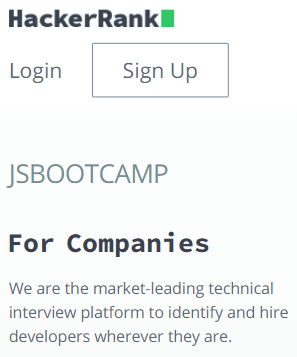 HackerRank
Login
Sign Up
JSBOOTCAMP
For Companies
We are the market-leading technical
interview platform to identify and hire
developers wherever they are.